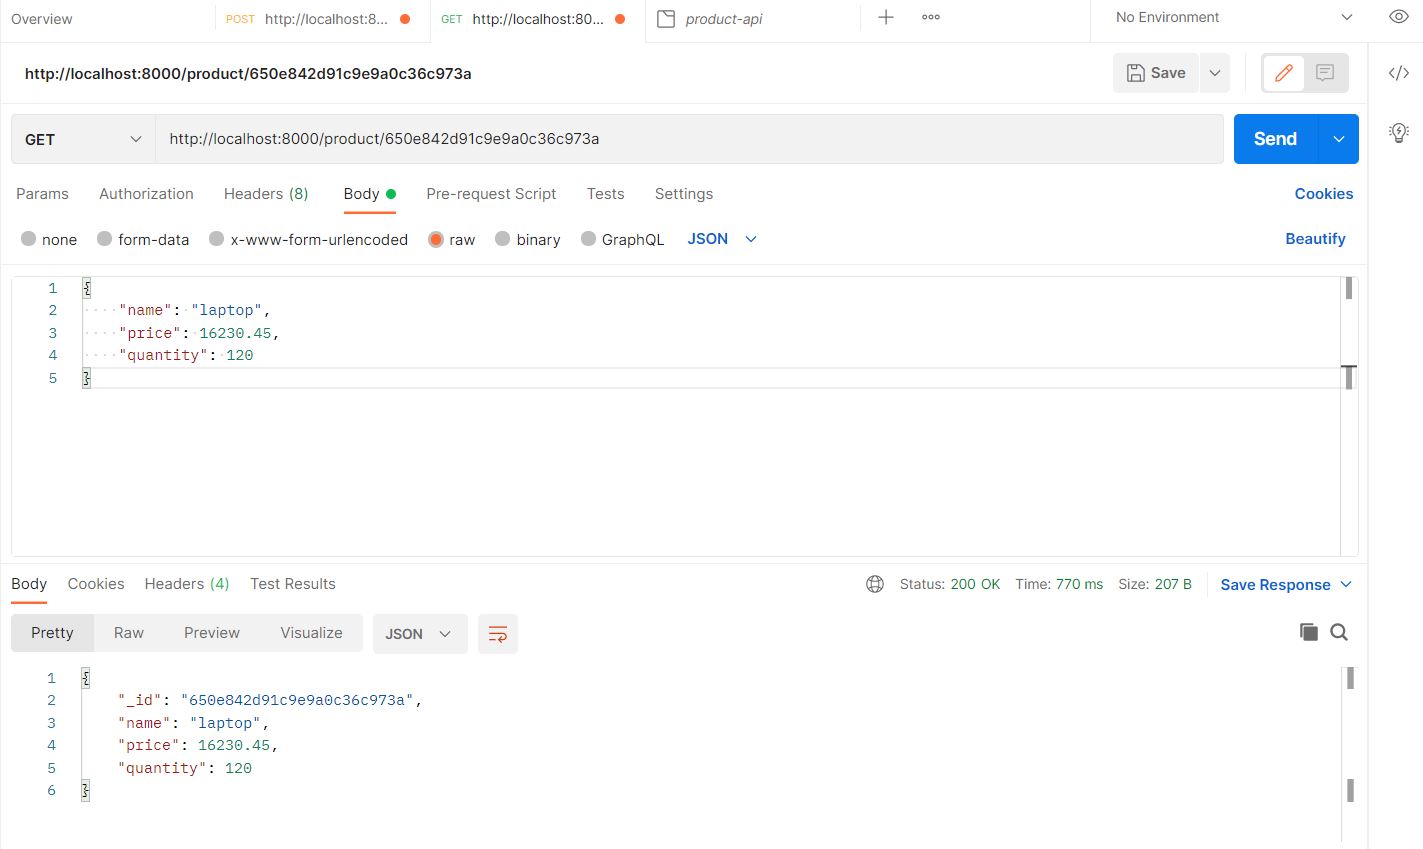 Overview POST http://localhost:8... GET http://localhost:80... product-api No Environment
http://localhost:8000/product/650e842d91c9e9a0c36c973a Save
GET http://localhost:8000/product/650e842d91c9e9a0c36c973a Send
Params Authorization Headers (8) Body Pre-request Script Tests Settings Cookies
none form-data x-www-form-urlencoded raw binary GraphQL JSON Beautify
1 {
2 "name": "laptop",
3 "price": 16230.45,
4 "quantity": 120
5 }
Body Cookies Headers (4) Test Results Status: 200 OK Time: 770 ms Size: 207 B Save Response
Pretty Raw Preview Visualize JSON
1 {
2 "_id": "650e842d91c9e9a0c36c973a",
3 "name": "laptop",
4 "price": 16230.45,
5 "quantity": 120
6 }